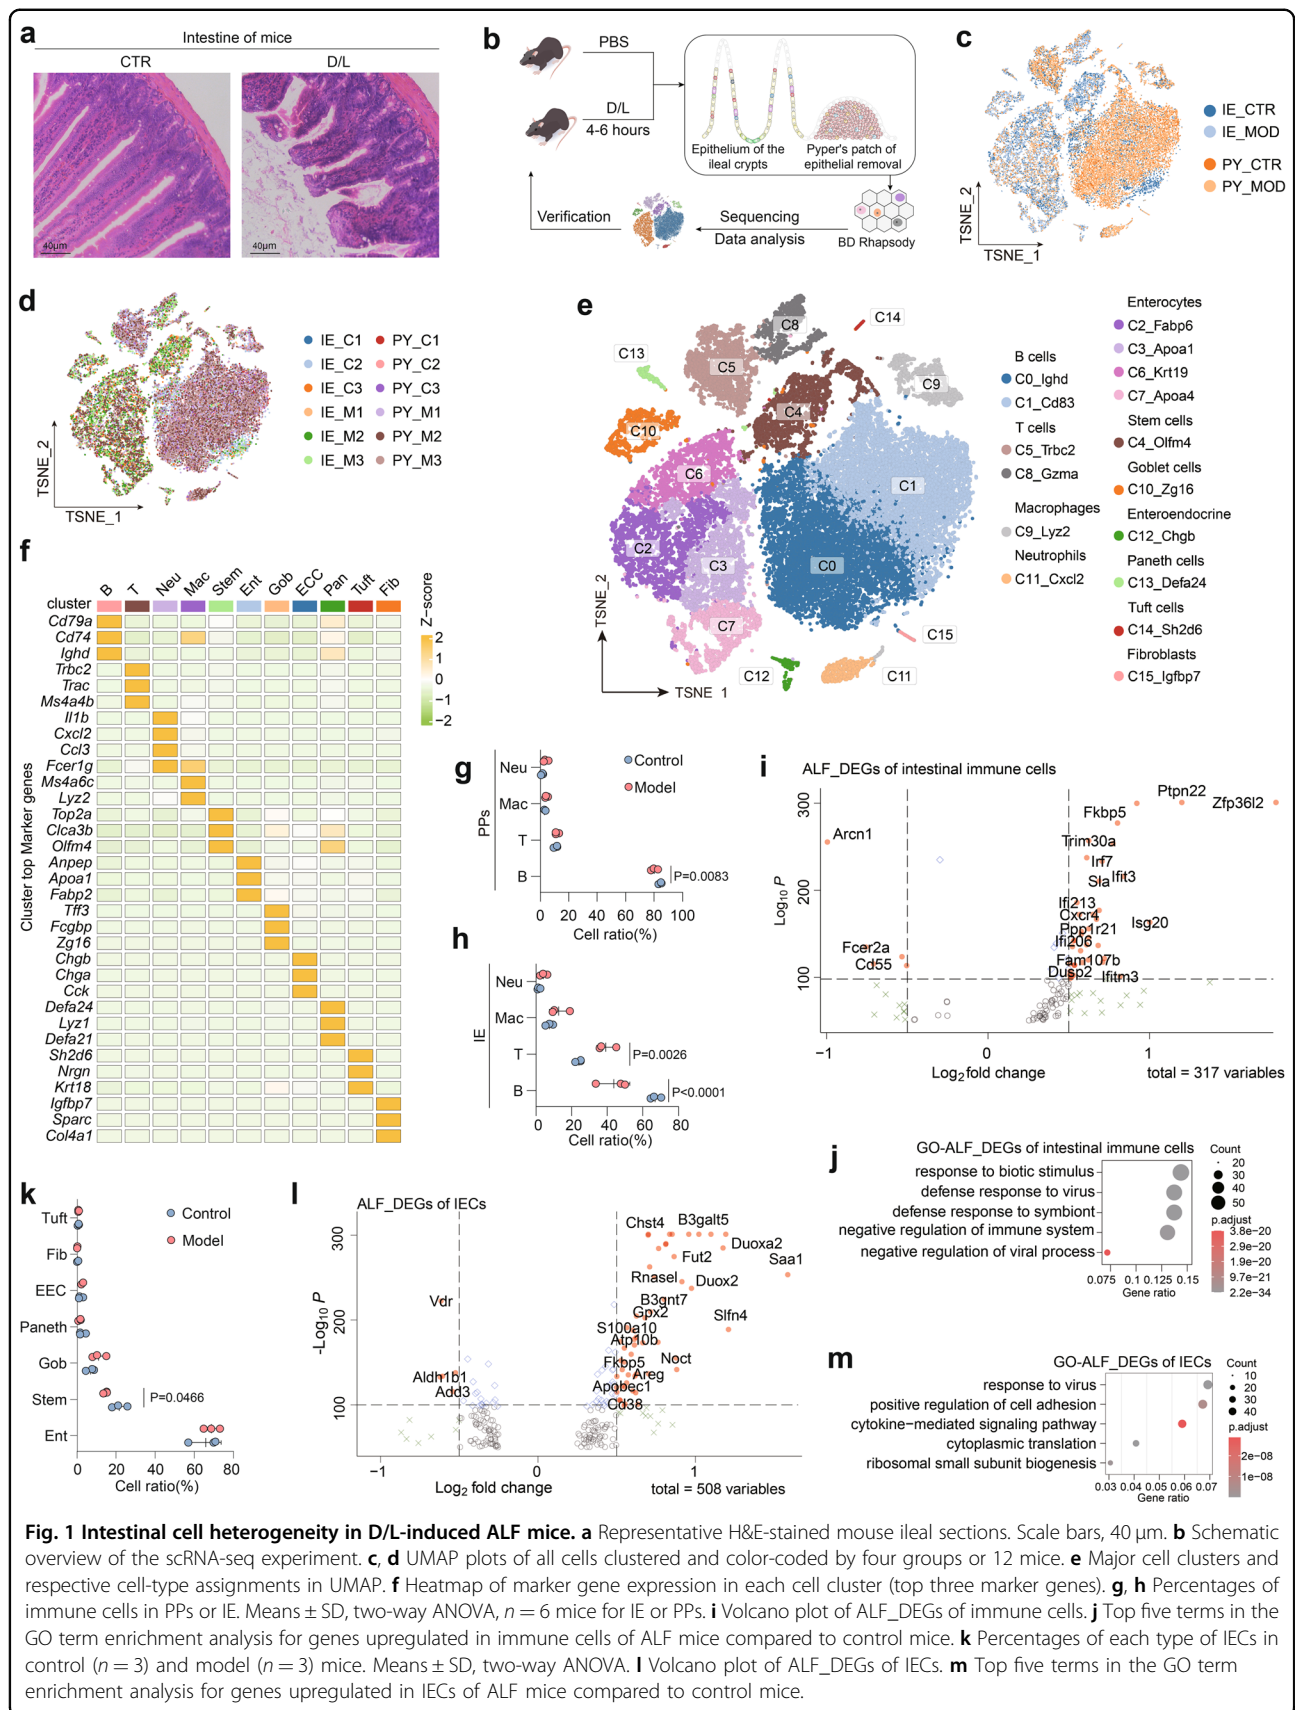 a
Intestine of mice
CTR
D/L
40µm
40µm
b
PBS
D/L
4-6 hours
Epithelium of the
ileal crypts
Pyper's patch of
epithelial removal
Verification
Sequencing
Data analysis
BD Rhapsody
c
IE_CTR
IE_MOD
PY_CTR
PY_MOD
TSNE_2
TSNE_1
d
IE_C1 PY_C1
IE_C2 PY_C2
IE_C3 PY_C3
IE_M1 PY_M1
IE_M2 PY_M2
IE_M3 PY_M3
TSNE_2
TSNE_1
e
C8
C14
C13
C5
C9
C4
C10
C6
C1
C2
C3
C0
C7
C15
C12
C11
TSNE_2
TSNE 1
B cells
C0_Ighd
C1_Cd83
T cells
C5_Trbc2
C8_Gzma
Macrophages
C9_Lyz2
Neutrophils
C11_Cxcl2
Enterocytes
C2_Fabp6
C3_Apoa1
C6_Krt19
C7_Apoa4
Stem cells
C4_Olfm4
Goblet cells
C10_Zg16
Enteroendocrine
C12_Chgb
Paneth cells
C13_Defa24
Tuft cells
C14_Sh2d6
Fibroblasts
C15_Igfbp7
f
B T Neu Mac Stem Ent Gob ECC Pan Tuft Fib
cluster
Cluster top Marker genes
Cd79a
Cd74
Ighd
Trbc2
Trac
Ms4a4b
Il1b
Cxcl2
Ccl3
Fcer1g
Ms4a6c
Lyz2
Top2a
Clca3b
Olfm4
Anpep
Apoa1
Fabp2
Tff3
Fcgbp
Zg16
Chgb
Chga
Cck
Defa24
Lyz1
Defa21
Sh2d6
Nrgn
Krt18
Igfbp7
Sparc
Col4a1
Z−score
2
1
0
−1
−2
g
PPs
Neu
Mac
T
B
Control
Model
P=0.0083
0 20 40 60 80 100
Cell ratio(%)
h
IE
Neu
Mac
T
B
P=0.0026
P<0.0001
0 20 40 60 80
Cell ratio(%)
i
ALF_DEGs of intestinal immune cells
Log10 P
300
200
100
Ptpn22
Zfp36l2
Fkbp5
Arcn1
Trim30a
Irf7
Ifit3
Sla
Ifi213
Cxcr4
Isg20
Ppp1r21
Ifi206
Fcer2a
Fam107b
Cd55
Dusp2
Ifitm3
−1 0 1
Log2 fold change
total = 317 variables
j
GO-ALF_DEGs of intestinal immune cells
response to biotic stimulus
defense response to virus
defense response to symbiont
negative regulation of immune system
negative regulation of viral process
0.075 0.1 0.125 0.15
Gene ratio
Count
20
30
40
50
p.adjust
3.8e-20
2.9e-20
1.9e-20
9.7e-21
2.2e-34
k
Tuft
Fib
EEC
Paneth
Gob
Stem
Ent
Control
Model
P=0.0466
0 20 40 60 80
Cell ratio(%)
l
ALF_DEGs of IECs
-Log10 P
300
200
100
Chst4
B3galt5
Duoxa2
Fut2
Saa1
Rnasel
Duox2
Vdr
B3gnt7
Gpx2
Slfn4
S100a10
Atp10b
Fkbp5
Noct
Aldh1b1
Areg
Add3
Apobec1
Cd38
−1 0 1
Log2 fold change
total = 508 variables
m
GO-ALF_DEGs of IECs
response to virus
positive regulation of cell adhesion
cytokine−mediated signaling pathway
cytoplasmic translation
ribosomal small subunit biogenesis
0.03 0.04 0.05 0.06 0.07
Gene ratio
Count
10
20
30
40
p.adjust
2e−08
1e−08
Fig. 1 Intestinal cell heterogeneity in D/L-induced ALF mice. a Representative H&E-stained mouse ileal sections. Scale bars, 40 µm. b Schematic
overview of the scRNA-seq experiment. c, d UMAP plots of all cells clustered and color-coded by four groups or 12 mice. e Major cell clusters and
respective cell-type assignments in UMAP. f Heatmap of marker gene expression in each cell cluster (top three marker genes). g, h Percentages of
immune cells in PPs or IE. Means ± SD, two-way ANOVA, n = 6 mice for IE or PPs. i Volcano plot of ALF_DEGs of immune cells. j Top five terms in the
GO term enrichment analysis for genes upregulated in immune cells of ALF mice compared to control mice. k Percentages of each type of IECs in
control (n = 3) and model (n = 3) mice. Means ± SD, two-way ANOVA. l Volcano plot of ALF_DEGs of IECs. m Top five terms in the GO term
enrichment analysis for genes upregulated in IECs of ALF mice compared to control mice.